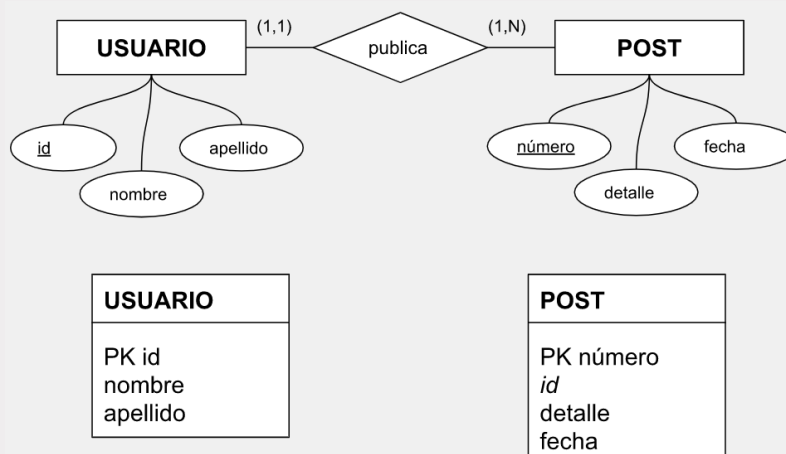 (1,1)
(1,N)
USUARIO
publica
POST
id
apellido
nombre
número
fecha
detalle
USUARIO
PK id
nombre
apellido
POST
PK número
id
detalle
fecha